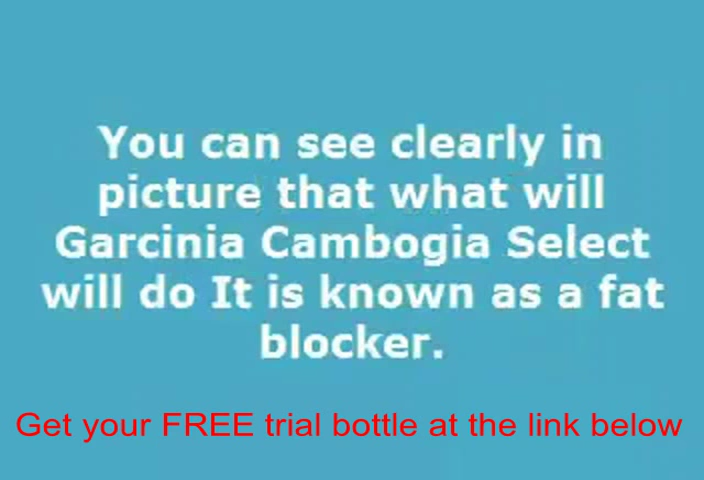 You can see clearly in
picture that what will
Garcinia Cambogia Select
will do It is known as a fat
blocker.
Get your FREE trial bottle at the link below